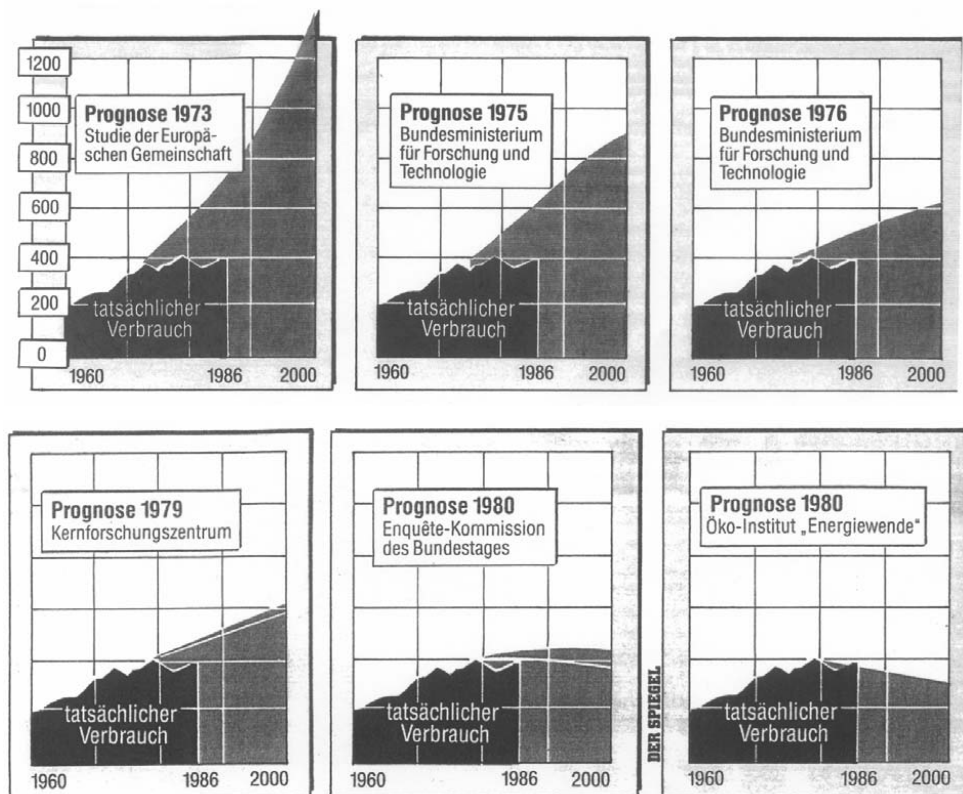 1200
1000
800
600
400
200
0
Prognose 1973
Studie der Europä-
schen Gemeinschaft
tatsächlicher
Verbrauch
1960 1986 2000
Prognose 1975
Bundesministerium
für Forschung und
Technologie
tatsächlicher
Verbrauch
1960 1986 2000
Prognose 1976
Bundesministerium
für Forschung und
Technologie
tatsächlicher
Verbrauch
1960 1986 2000
Prognose 1979
Kernforschungszentrum
tatsächlicher
Verbrauch
1960 1986 2000
Prognose 1980
Enquête-Kommission
des Bundestages
tatsächlicher
Verbrauch
1960 1986 2000
DER SPIEGEL
Prognose 1980
Öko-Institut „Energiewende“
tatsächlicher
Verbrauch
1960 1986 2000